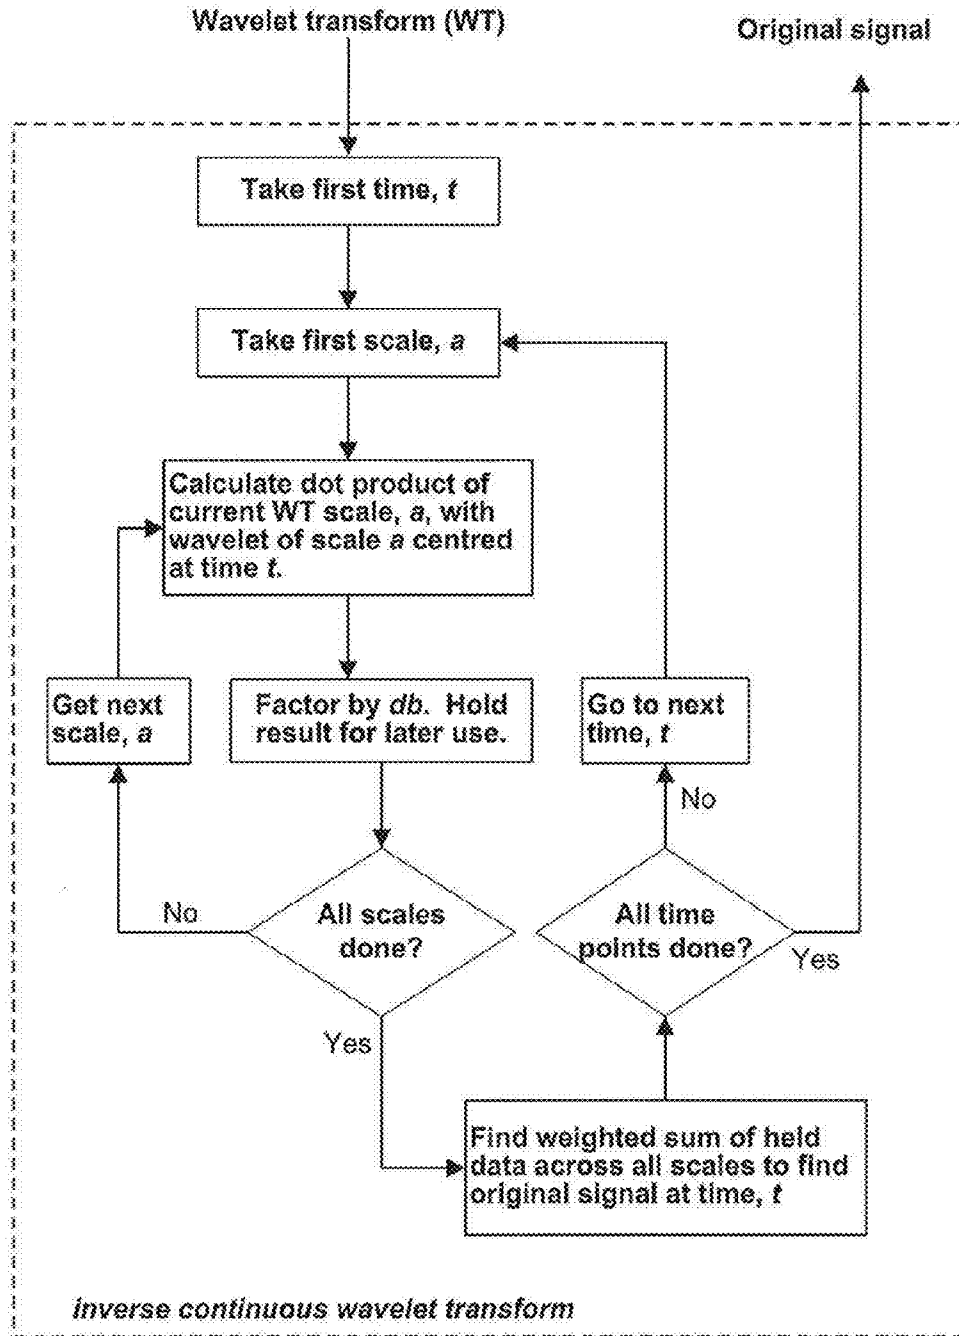 Wavelet transform (WT)
Original signal
Take first time, t
Take first scale, a
Calculate dot product of
current WT scale, a, with
wavelet of scale a centred
at time t.
Get next
scale, a
Factor by db. Hold
result for later use.
Go to next
time, t
No
No
All scales
done?
All time
points done?
Yes
Yes
Find weighted sum of held
data across all scales to find
original signal at time, t
inverse continuous wavelet transform